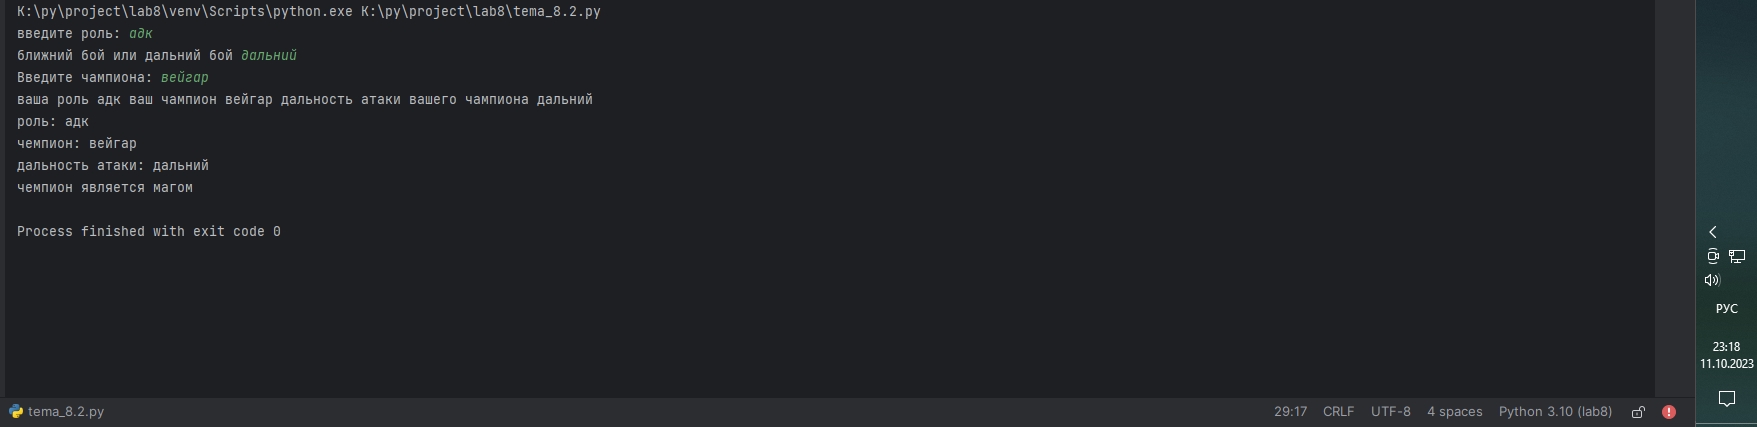 K:\py\project\lab8\venv\Scripts\python.exe K:\py\project\lab8\tema_8.2.py
введите роль: адк
ближний бой или дальний бой дальний
Введите чампиона: вейгар
ваша роль адк ваш чампион вейгар дальность атаки вашего чампиона дальний
роль: адк
чемпион: вейгар
дальность атаки: дальний
чемпион является магом
Process finished with exit code 0
РУС
23:18
11.10.2023
tema_8.2.py 29:17 CRLF UTF-8 4 spaces Python 3.10 (lab8)